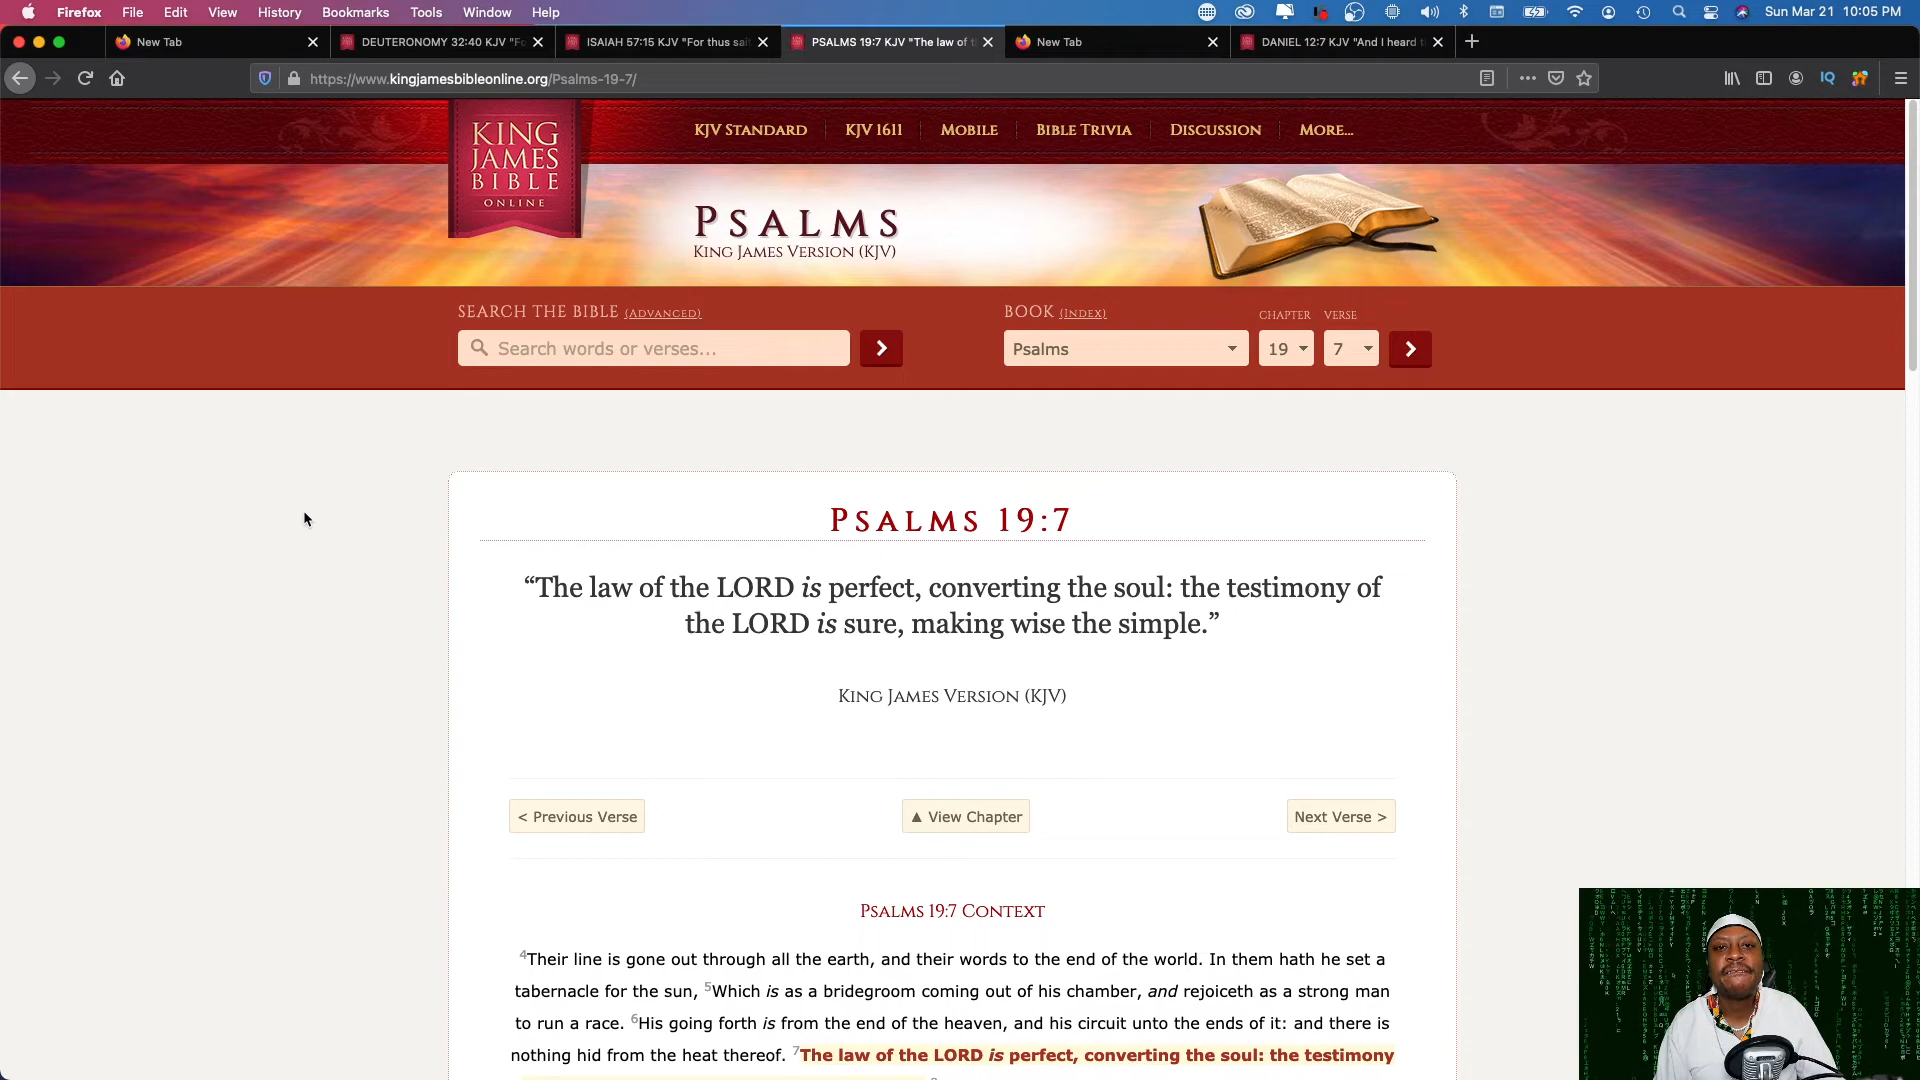 Firefox File Edit View History Bookmarks Tools Window Help Sun Mar 21 10:05 PM
New Tab DEUTERONOMY 32:40 KJV "Fo ISAIAH 57:15 KJV "For thus sait PSALMS 19:7 KJV "The law of t New Tab DANIEL 12:7 KJV "And I heard t
https://www.kingjamesbibleonline.org/Psalms-19-7/ IQ
KING
JAMES
BIBLE
ONLINE
KJV Standard KJV 1611 Mobile Bible Trivia Discussion More...
Psalms
King James Version (KJV)
SEARCH THE BIBLE (Advanced) BOOK (Index) CHAPTER VERSE
Search words or verses... Psalms 19 7
Psalms 19:7
“The law of the LORD is perfect, converting the soul: the testimony of
the LORD is sure, making wise the simple.”
King James Version (KJV)
< Previous Verse ▲ View Chapter Next Verse >
Psalms 19:7 Context
4Their line is gone out through all the earth, and their words to the end of the world. In them hath he set a
tabernacle for the sun, 5Which is as a bridegroom coming out of his chamber, and rejoiceth as a strong man
to run a race. 6His going forth is from the end of the heaven, and his circuit unto the ends of it: and there is
nothing hid from the heat thereof. 7The law of the LORD is perfect, converting the soul: the testimony